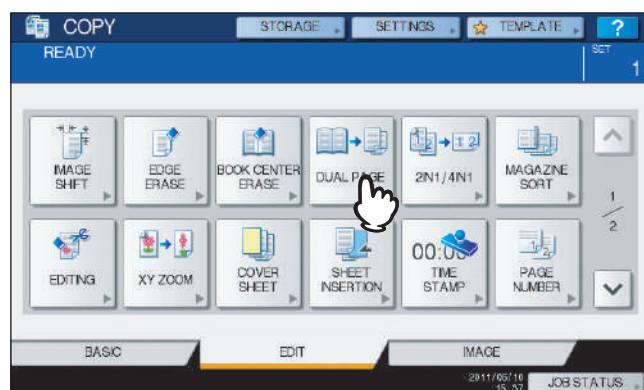 COPY
STORAGE
SETTINGS
TEMPLATE
?
READY
SET
1
IMAGE
SHIFT
EDGE
ERASE
BOOK CENTER
ERASE
DUAL PAGE
2IN1/4IN1
MAGAZINE
SORT
EDITING
XY ZOOM
COVER
SHEET
SHEET
INSERTION
00:00
TIME
STAMP
PAGE
NUMBER
1
2
BASIC
EDIT
IMAGE
2011/05/10
15:37
JOB STATUS